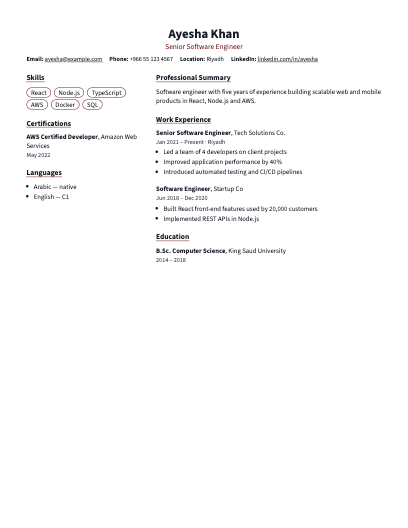 Ayesha Khan
Senior Software Engineer
Email: ayesha@example.com Phone: +966 55 123 4567 Location: Riyadh LinkedIn: linkedin.com/in/ayesha
Skills
React Node.js TypeScript
AWS Docker SQL
Certifications
AWS Certified Developer, Amazon Web
Services
May 2022
Languages
• Arabic — native
• English — C1
Professional Summary
Software engineer with five years of experience building scalable web and mobile
products in React, Node.js and AWS.
Work Experience
Senior Software Engineer, Tech Solutions Co.
Jan 2021 – Present · Riyadh
• Led a team of 4 developers on client projects
• Improved application performance by 40%
• Introduced automated testing and CI/CD pipelines
Software Engineer, Startup Co
Jun 2018 – Dec 2020
• Built React front-end features used by 20,000 customers
• Implemented REST APIs in Node.js
Education
B.Sc. Computer Science, King Saud University
2014 – 2018